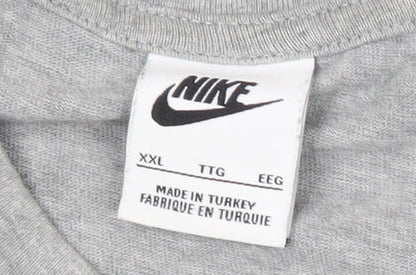 NIKE
XXL TTG EEG
MADE IN TURKEY
FABRIQUE EN TURQUIE